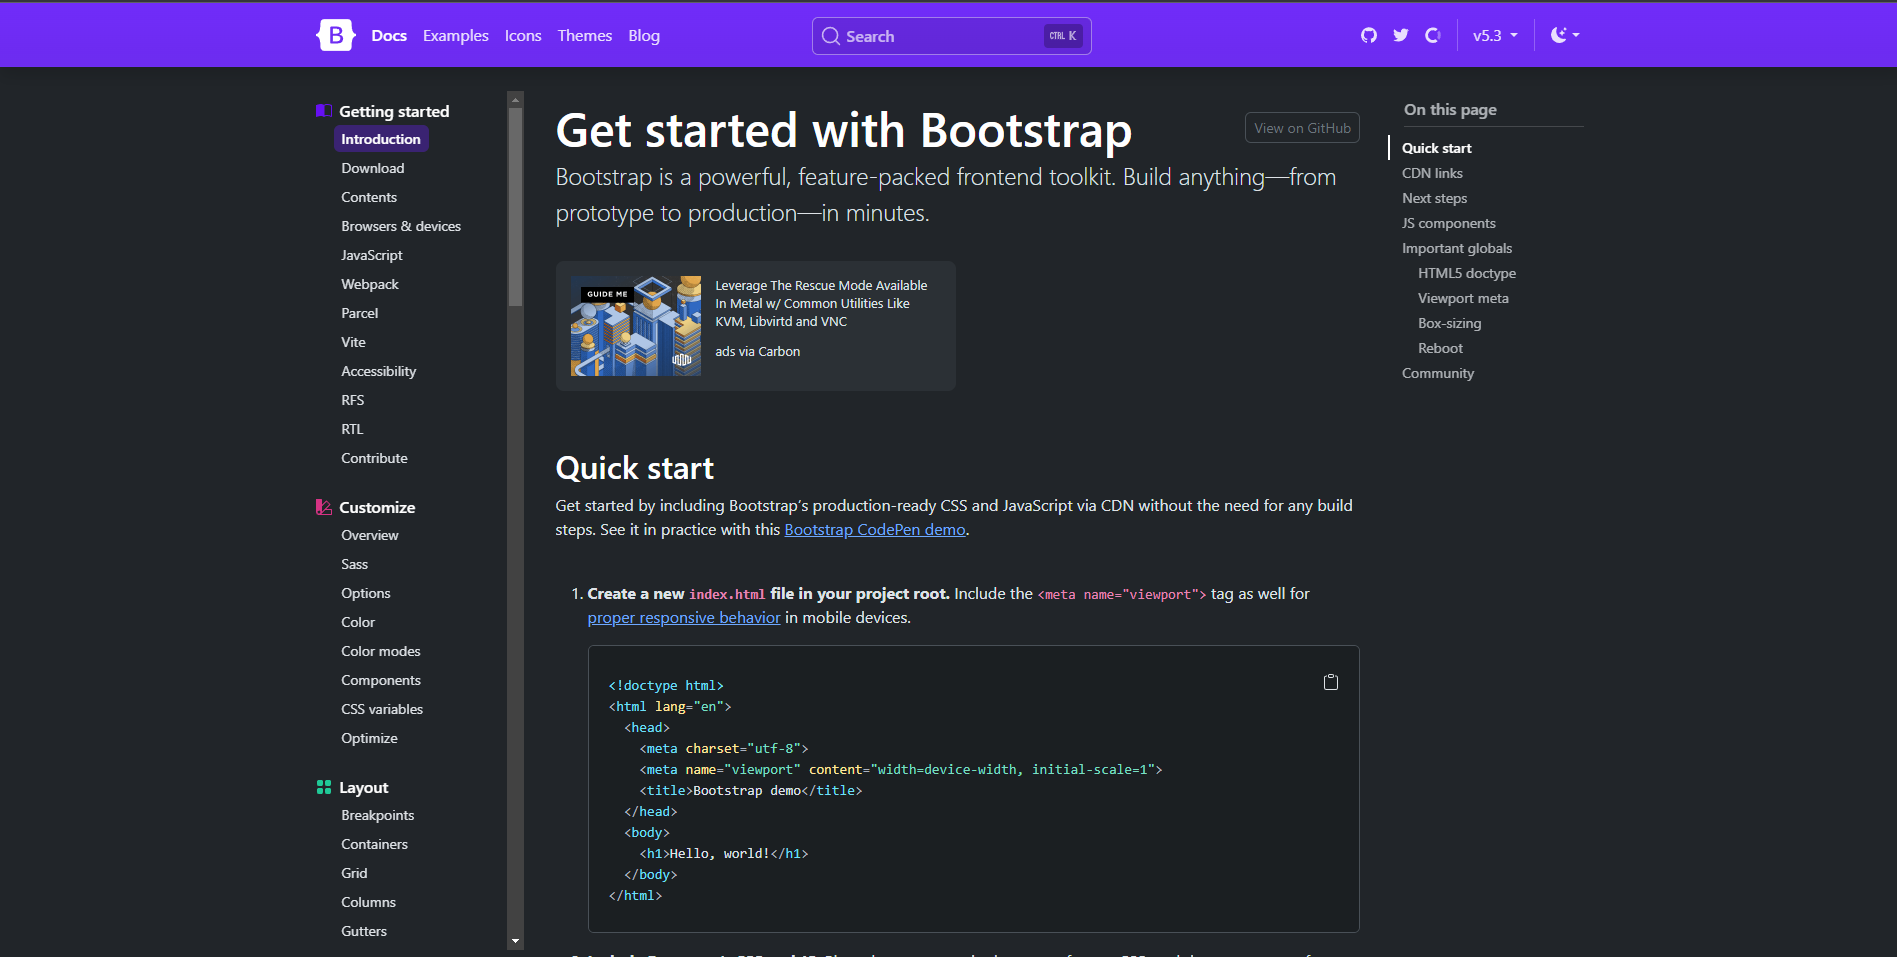 B
Docs
Examples
Icons
Themes
Blog
Search
CTRL K
v5.3
Getting started
Introduction
Download
Contents
Browsers & devices
JavaScript
Webpack
Parcel
Vite
Accessibility
RFS
RTL
Contribute
Customize
Overview
Sass
Options
Color
Color modes
Components
CSS variables
Optimize
Layout
Breakpoints
Containers
Grid
Columns
Gutters
Get started with Bootstrap
View on GitHub
Bootstrap is a powerful, feature-packed frontend toolkit. Build anything—from
prototype to production—in minutes.
GUIDE ME
Leverage The Rescue Mode Available
In Metal w/ Common Utilities Like
KVM, Libvirtd and VNC
ads via Carbon
Quick start
Get started by including Bootstrap’s production-ready CSS and JavaScript via CDN without the need for any build
steps. See it in practice with this Bootstrap CodePen demo.
1. Create a new index.html file in your project root. Include the <meta name="viewport"> tag as well for
proper responsive behavior in mobile devices.
<!doctype html>
<html lang="en">
<head>
<meta charset="utf-8">
<meta name="viewport" content="width=device-width, initial-scale=1">
<title>Bootstrap demo</title>
</head>
<body>
<h1>Hello, world!</h1>
</body>
</html>
On this page
Quick start
CDN links
Next steps
JS components
Important globals
HTML5 doctype
Viewport meta
Box-sizing
Reboot
Community